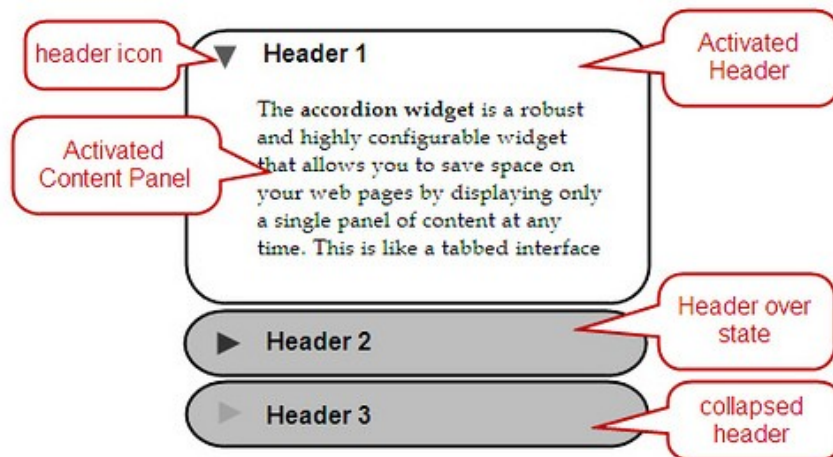 header icon
Header 1
Activated
Header
The accordion widget is a robust
and highly configurable widget
that allows you to save space on
your web pages by displaying only
a single panel of content at any
time. This is like a tabbed interface
Activated
Content Panel
Header 2
Header over
state
Header 3
collapsed
header